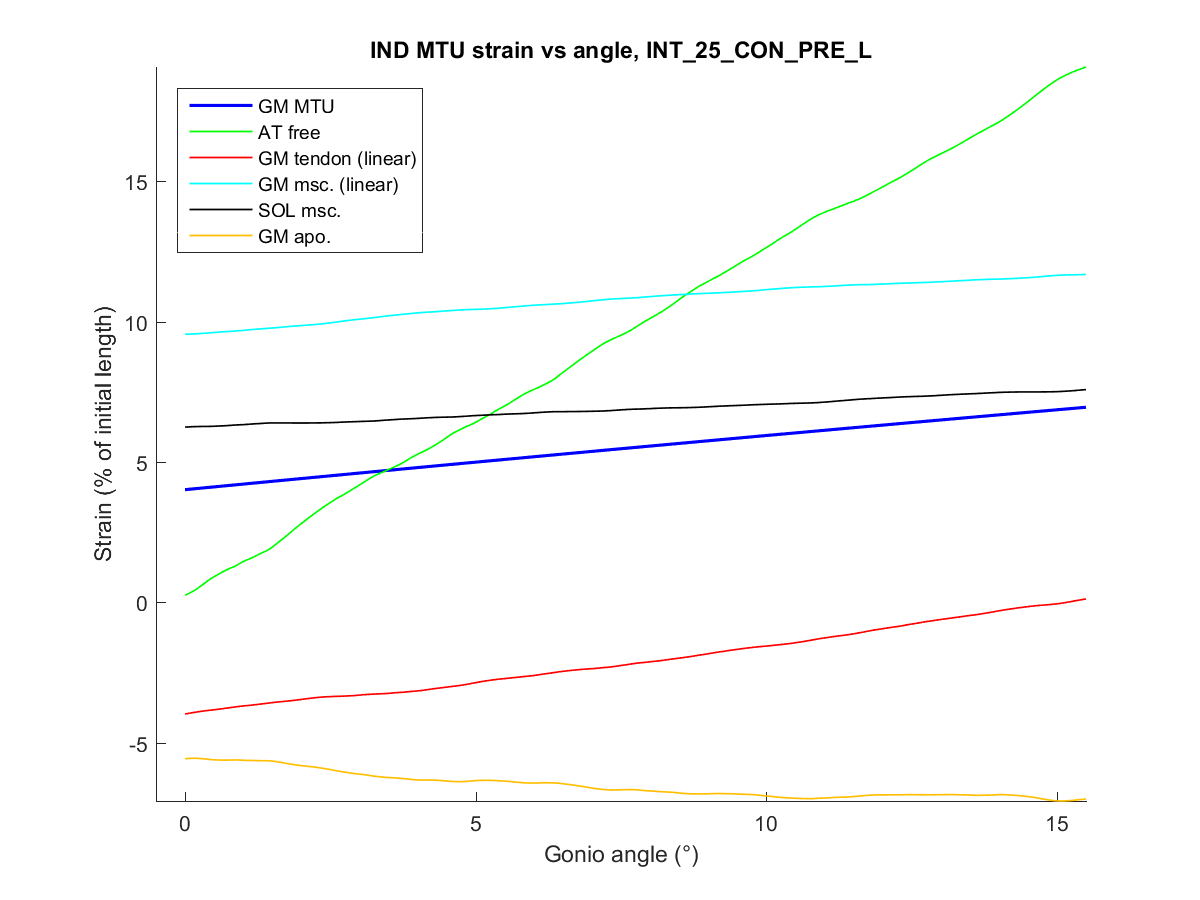 IND MTU strain vs angle, INT_25_CON_PRE_L
GM MTU
AT free
GM tendon (linear)
GM msc. (linear)
SOL msc.
GM apo.
Strain (% of initial length)
15
10
5
0
-5
0
5
10
15
Gonio angle (°)